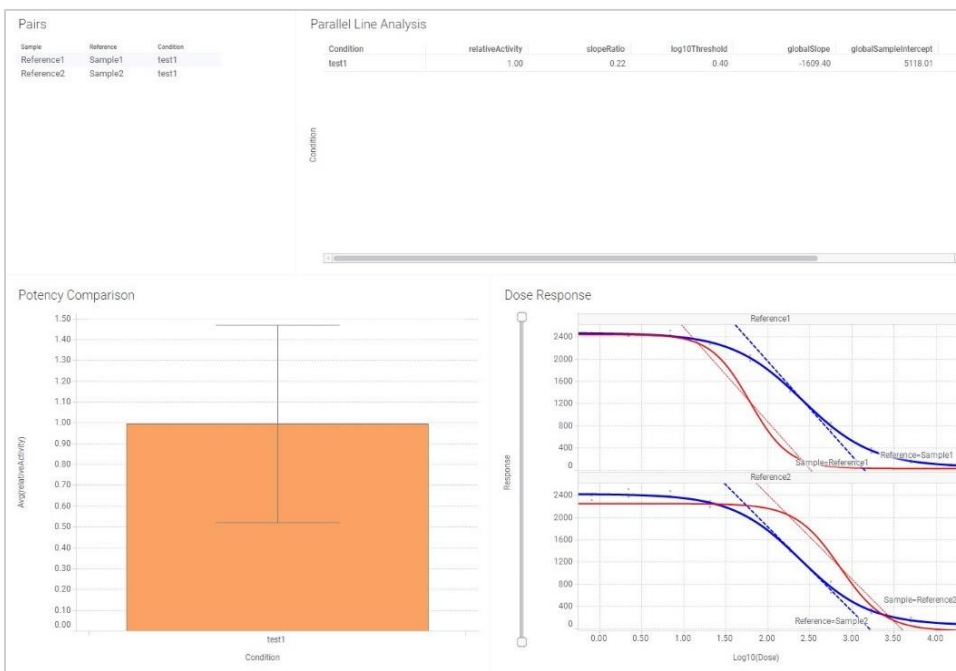 Pairs
Sample Reference Condition
Reference1 Sample1 test1
Reference2 Sample2 test1
Parallel Line Analysis
Condition relativeActivity slopeRatio log10Threshold globalSlope globalSampleIntercept
test1 1.00 0.22 0.40 -1609.40 5118.01
Condition
Potency Comparison
1.50
1.40
1.30
1.20
1.10
1.00
0.90
0.80
0.70
0.60
0.50
0.40
0.30
0.20
0.10
0.00
Avg(relativeActivity)
test1
Condition
Dose Response
Reference1
2400
2000
1600
1200
800
400
0
Reference=Sample1
Sample=Reference1
Response
Reference2
2400
2000
1600
1200
800
400
0
Sample=Reference2
Reference=Sample2
0.00 0.50 1.00 1.50 2.00 2.50 3.00 3.50 4.00
Log10(Dose)